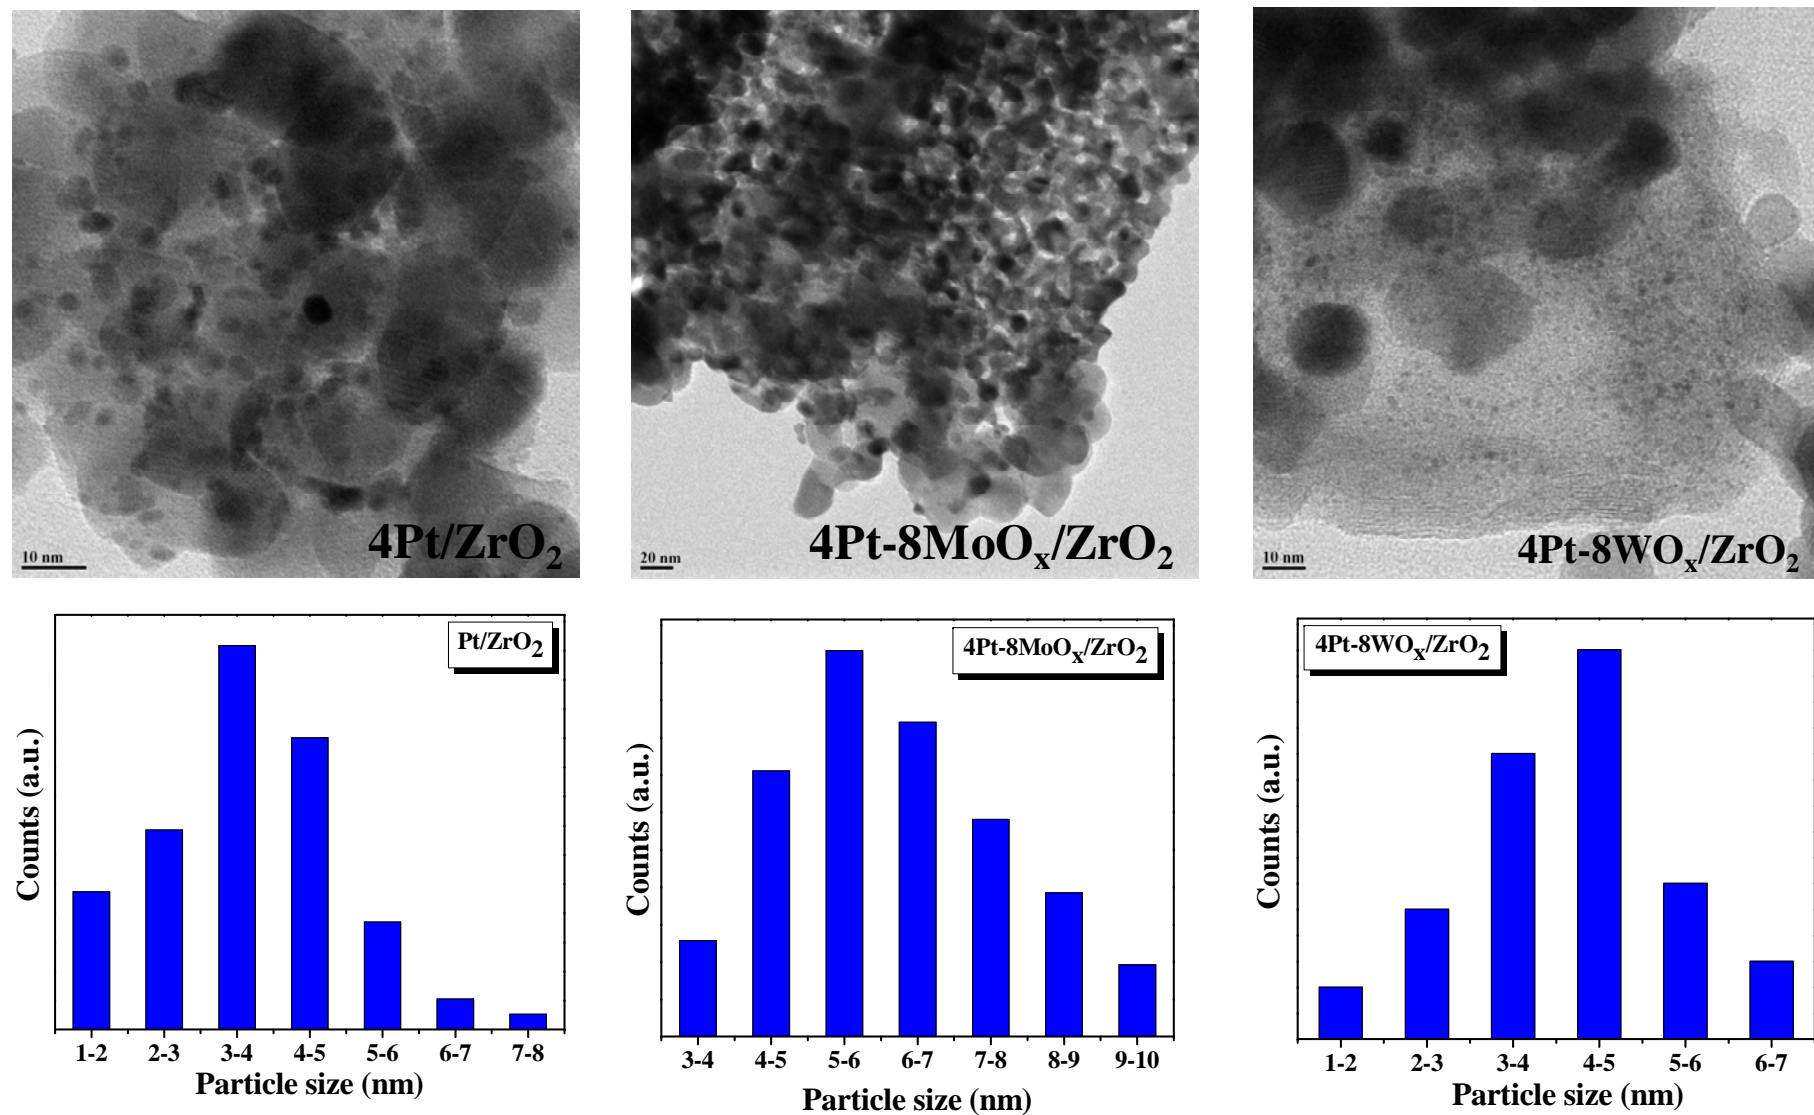 10 nm
4Pt/ZrO2
20 nm
4Pt-8MoOx/ZrO2
10 nm
4Pt-8WOx/ZrO2
Pt/ZrO2
Counts (a.u.)
1-2 2-3 3-4 4-5 5-6 6-7 7-8
Particle size (nm)
4Pt-8MoOx/ZrO2
Counts (a.u.)
3-4 4-5 5-6 6-7 7-8 8-9 9-10
Particle size (nm)
4Pt-8WOx/ZrO2
Counts (a.u.)
1-2 2-3 3-4 4-5 5-6 6-7
Particle size (nm)